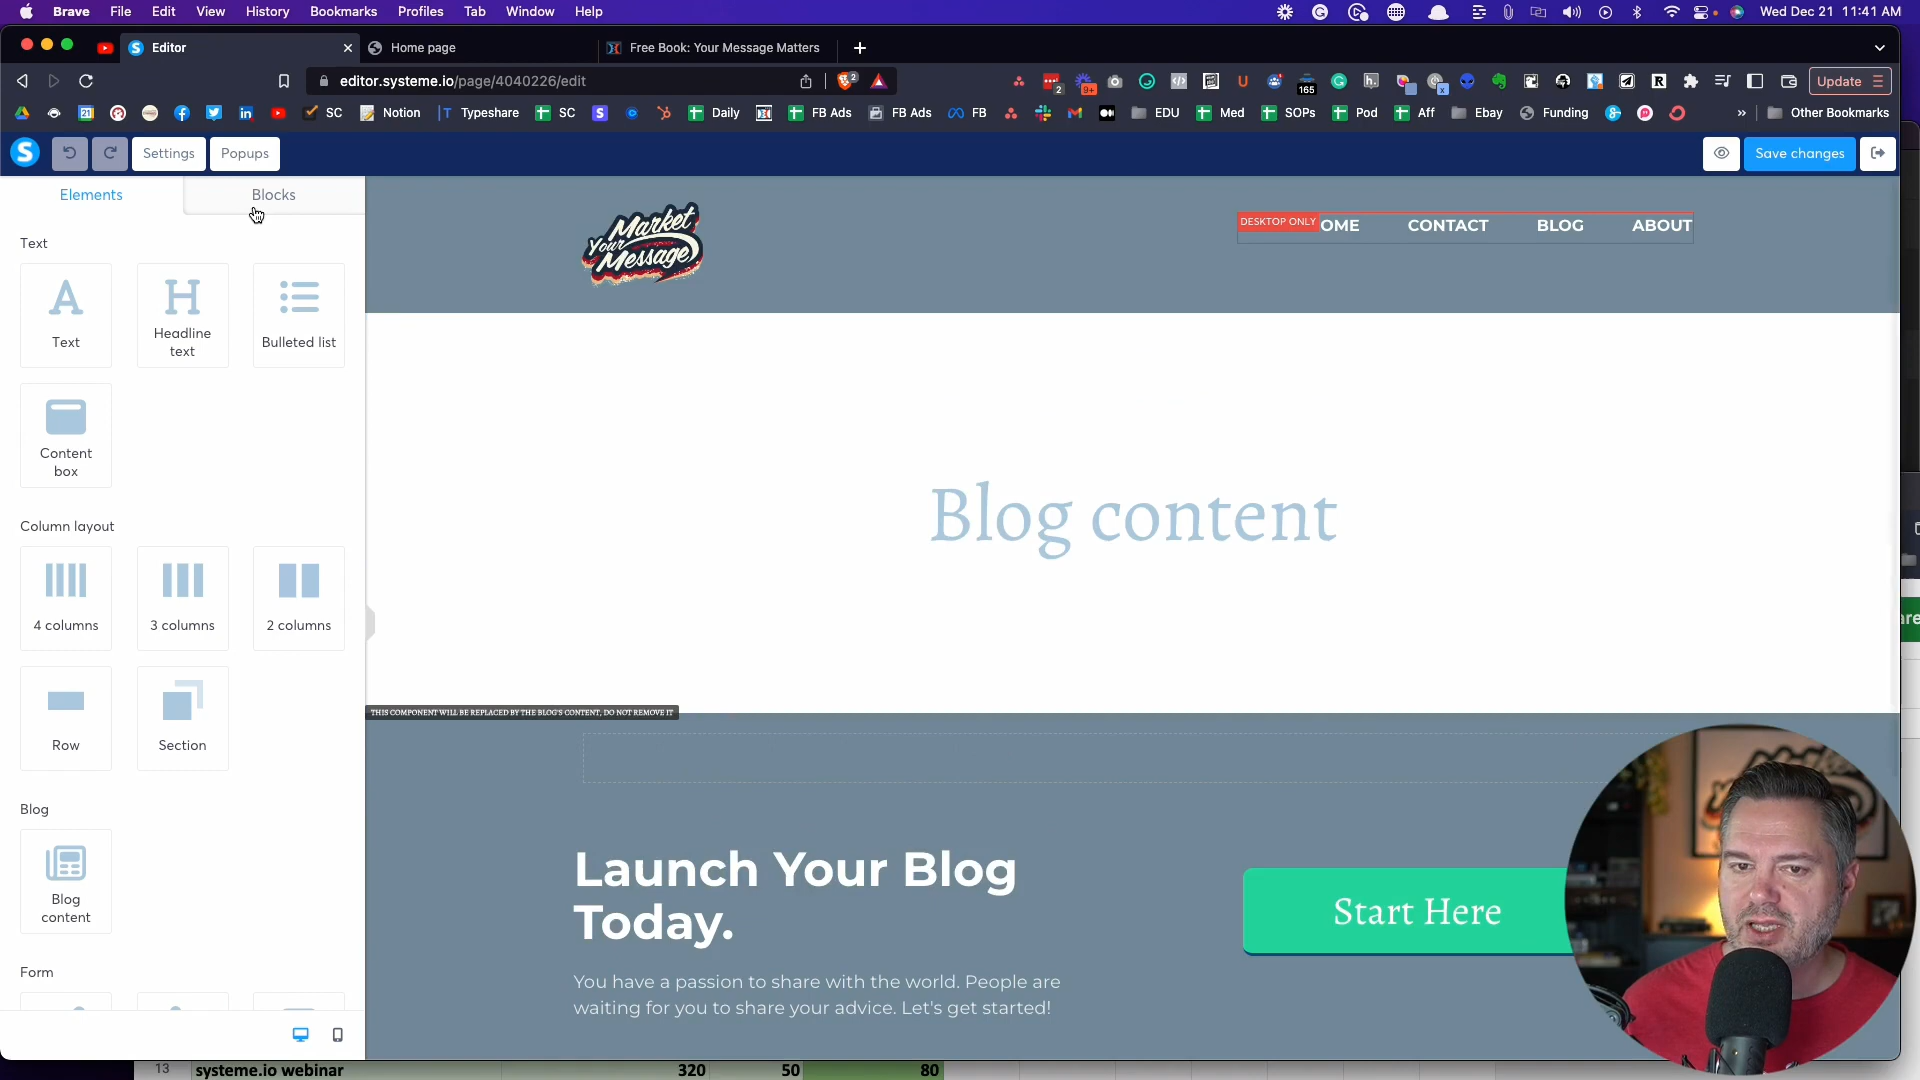 Brave File Edit View History Bookmarks Profiles Tab Window Help
Wed Dec 21 11:41 AM
Editor
Home page
Free Book: Your Message Matters
editor.systeme.io/page/4040226/edit
2
2
9+
165
x
Update
21
SC
Notion
Typeshare
SC
Daily
FB Ads
FB Ads
FB
EDU
Med
SOPs
Pod
Aff
Ebay
Funding
Other Bookmarks
S
Settings
Popups
Save changes
Elements
Blocks
Market
Your
Message
DESKTOP ONLY
OME
CONTACT
BLOG
ABOUT
Text
Text
Headline
text
Bulleted list
Content
box
Blog content
Column layout
4 columns
3 columns
2 columns
Row
Section
THIS COMPONENT WILL BE REPLACED BY THE BLOG'S CONTENT, DO NOT REMOVE IT
Blog
Blog
content
Form
Launch Your Blog
Today.
Start Here
You have a passion to share with the world. People are
waiting for you to share your advice. Let's get started!
13 systeme.io webinar 320 50 80